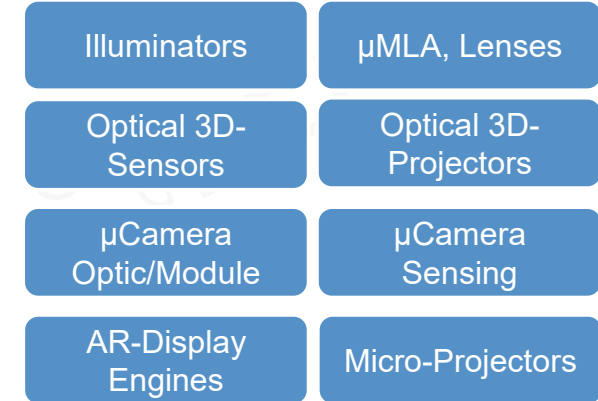 Illuminators
µMLA, Lenses
Optical 3D-
Sensors
Optical 3D-
Projectors
µCamera
Optic/Module
µCamera
Sensing
AR-Display
Engines
Micro-Projectors